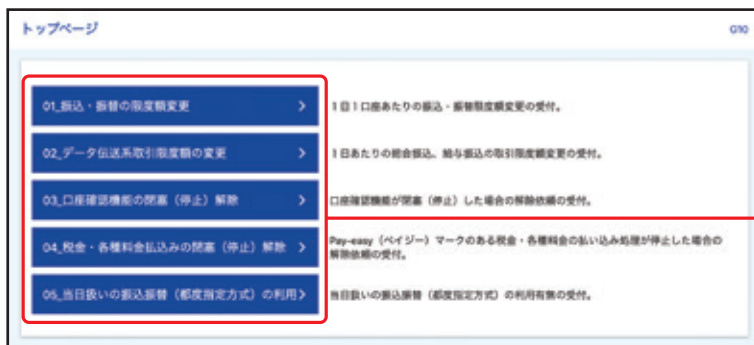 トップページ
G10
01_振込・振替の限度額変更
1日1口座あたりの振込・振替限度額変更の受付。
02_データ伝送系取引限度額の変更
1日あたりの総合振込、給与振込の取引限度額変更の受付。
03_口座確認機能の閉塞（停止）解除
口座確認機能が閉塞（停止）した場合の解除依頼の受付。
04_税金・各種料金払込みの閉塞（停止）解除
Pay-easy（ペイジー）マークのある税金・各種料金の払い込み処理が停止した場合の
解除依頼の受付。
05_当日扱いの振込振替（都度指定方式）の利用
当日扱いの振込振替（都度指定方式）の利用有無の受付。